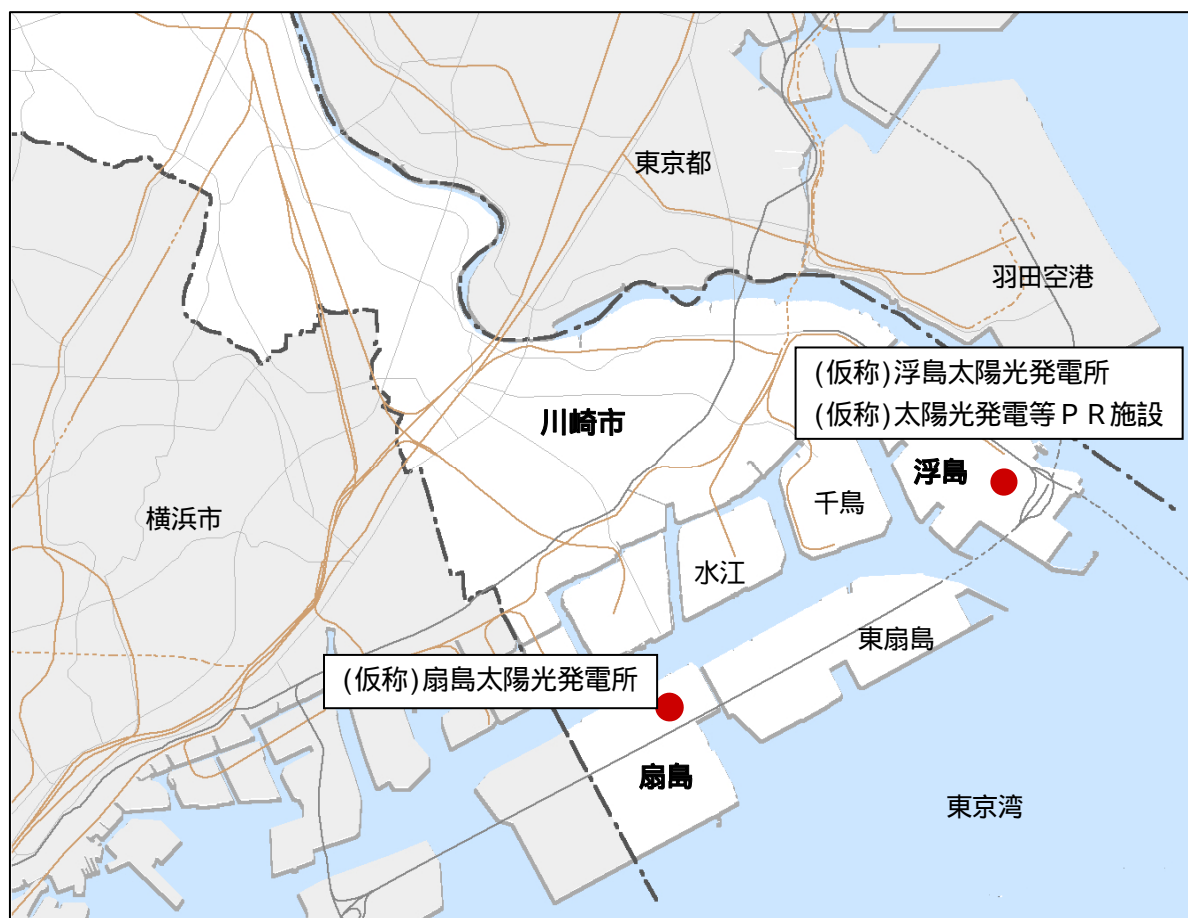 東京都
羽田空港
(仮称)浮島太陽光発電所
(仮称)太陽光発電等ＰＲ施設
川崎市
浮島
千鳥
横浜市
水江
東扇島
(仮称)扇島太陽光発電所
扇島
東京湾